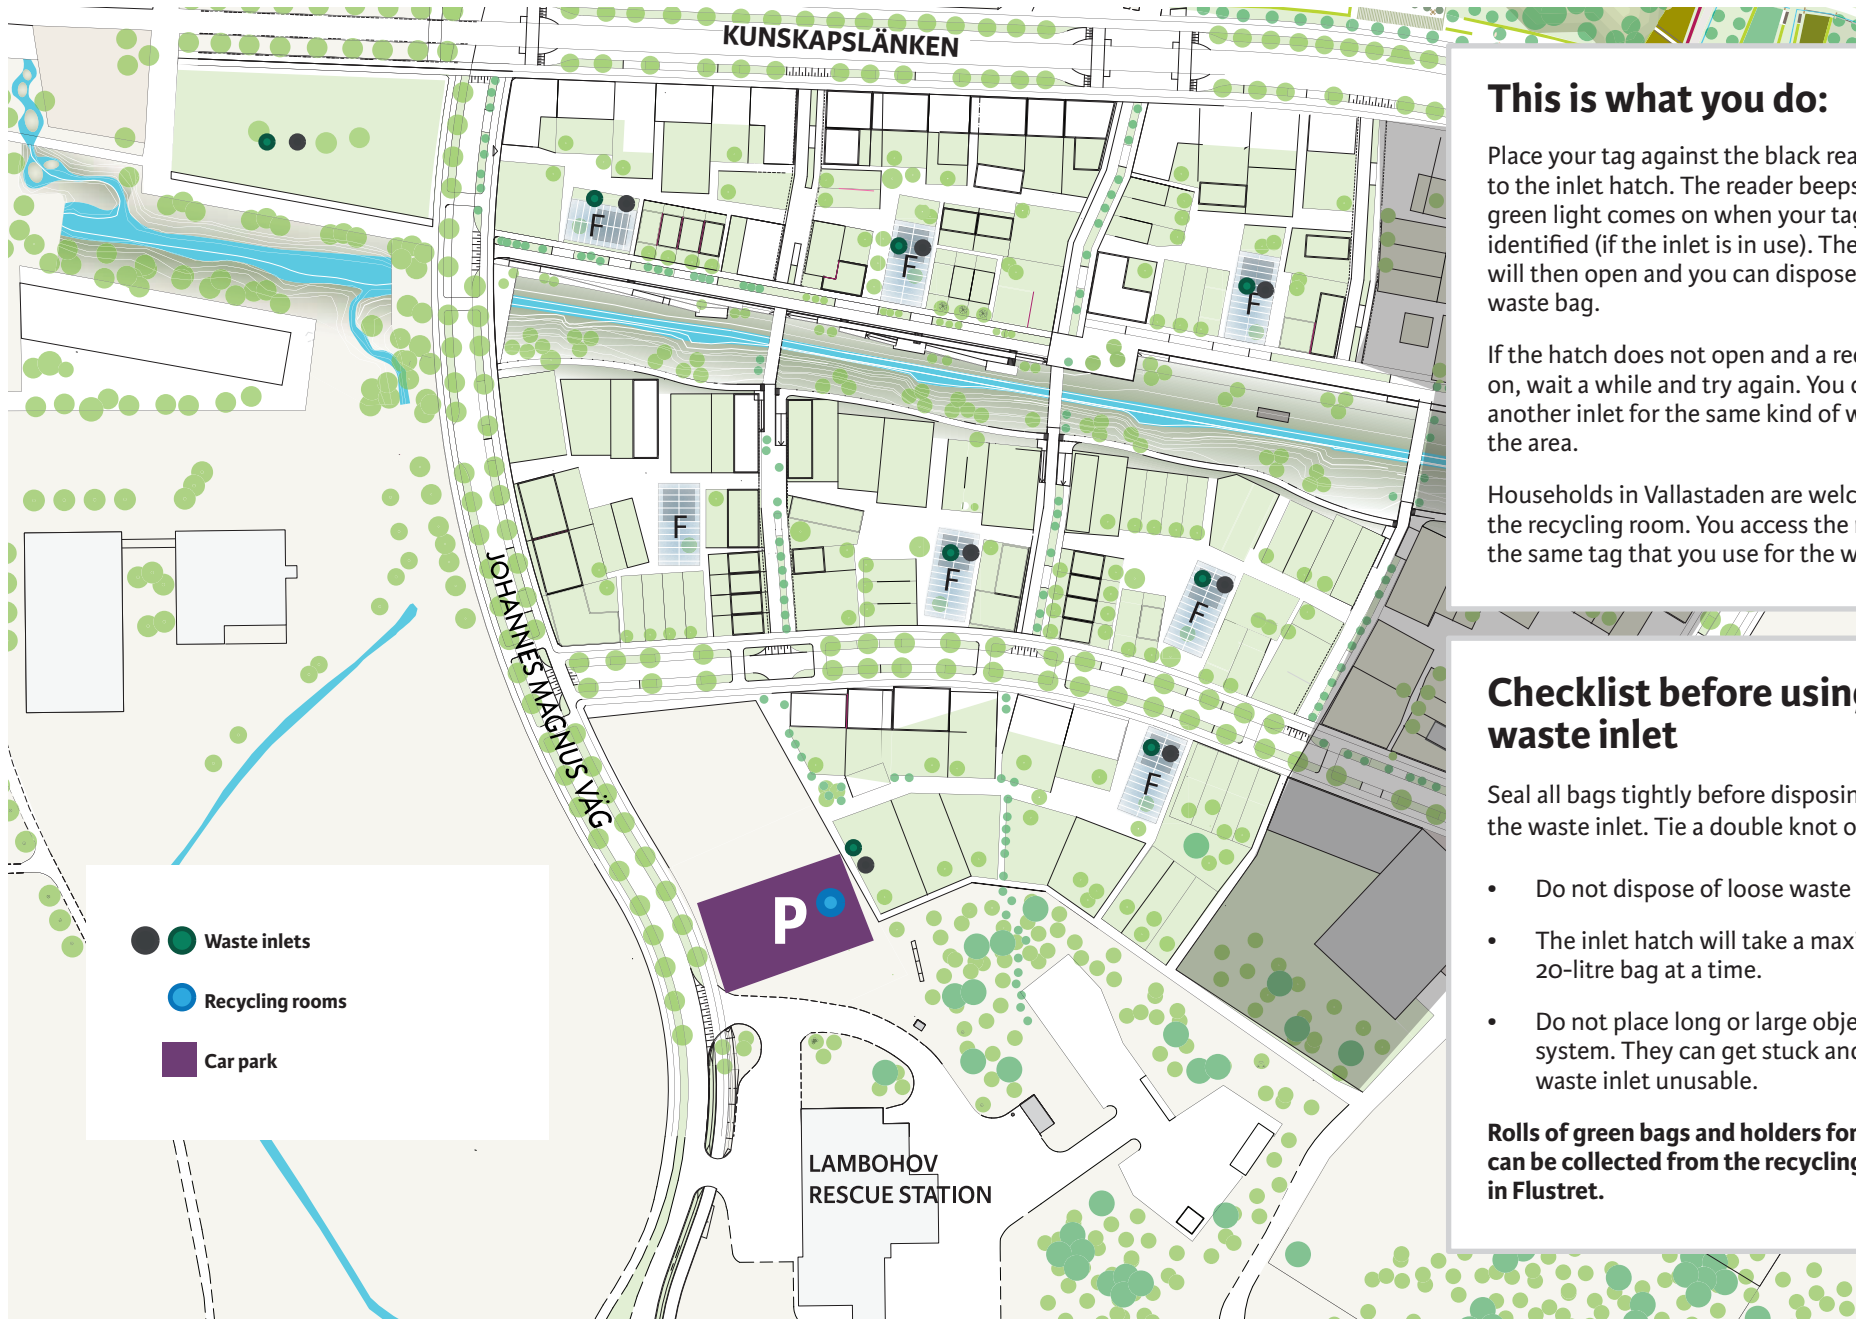 KUNSKAPSLÄNKEN
F
F
F
F
F
F
F
JOHANNES MAGNUS VÄG
P
Waste inlets
Recycling rooms
Car park
LAMBOHOV
RESCUE STATION
This is what you do:
Place your tag against the black rea
to the inlet hatch. The reader beeps
green light comes on when your tag
identified (if the inlet is in use). The
will then open and you can dispose
waste bag.
If the hatch does not open and a red
on, wait a while and try again. You c
another inlet for the same kind of w
the area.
Households in Vallastaden are welc
the recycling room. You access the r
the same tag that you use for the w
Checklist before using
waste inlet
Seal all bags tightly before disposin
the waste inlet. Tie a double knot o
• Do not dispose of loose waste
• The inlet hatch will take a maxi
20-litre bag at a time.
• Do not place long or large obje
system. They can get stuck and
waste inlet unusable.
Rolls of green bags and holders for
can be collected from the recycling
in Flustret.